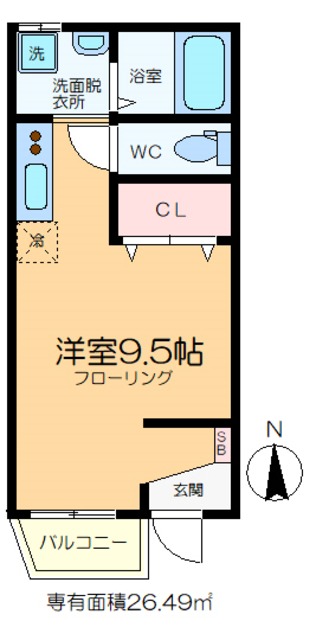 洗
洗面脱
衣所
浴室
WC
CL
冷
洋室9.5帖
フローリング
SB
玄関
N
バルコニー
専有面積26.49㎡